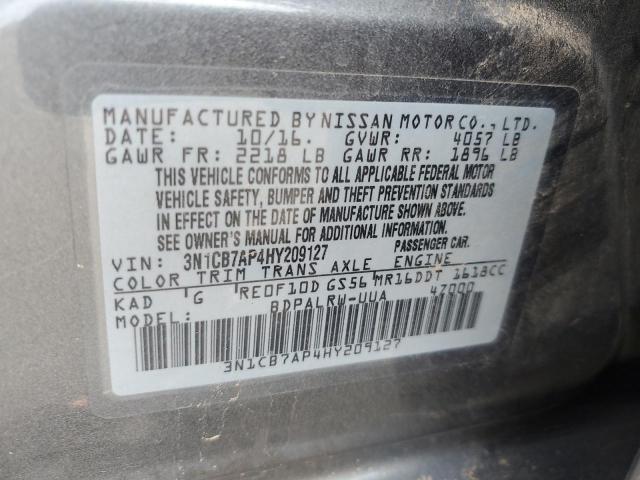 MANUFACTURED BY NISSAN MOTOR CO., LTD.
DATE: 10/16. GVWR: 4057 LB
GAWR FR: 2218 LB GAWR RR: 1896 LB
THIS VEHICLE CONFORMS TO ALL APPLICABLE FEDERAL MOTOR
VEHICLE SAFETY, BUMPER AND THEFT PREVENTION STANDARDS
IN EFFECT ON THE DATE OF MANUFACTURE SHOWN ABOVE.
SEE OWNER'S MANUAL FOR ADDITIONAL INFORMATION.
VIN: 3N1CB7AP4HY209127 PASSENGER CAR.
COLOR TRIM TRANS AXLE ENGINE
KAD G RE0F10D GS56 MR16DDT 1618CC
MODEL: BDPALRW-UUA 47000
3N1CB7AP4HY209127